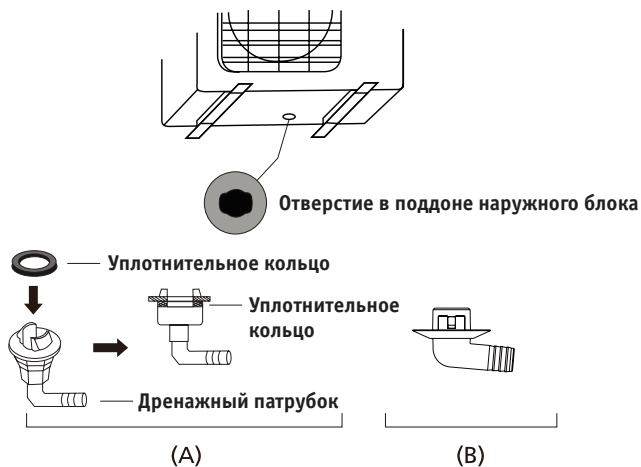 Отверстие в поддоне наружного блока
Уплотнительное кольцо
Уплотнительное
кольцо
Дренажный патрубок
(A)
(B)